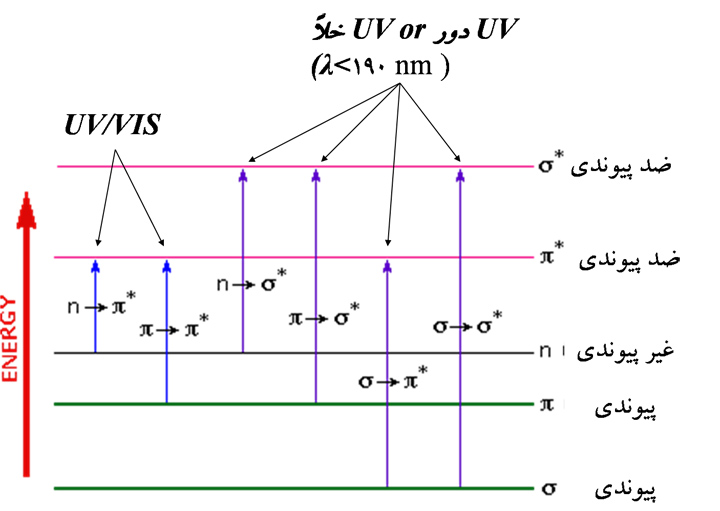 UV دور UV or خلأ
(λ<۱۹۰ nm )
UV/VIS
σ* ضد پیوندی
π* ضد پیوندی
n→π*
π→π*
n→σ*
π→σ*
σ→π*
σ→σ*
n غیر پیوندی
π پیوندی
σ پیوندی
ENERGY